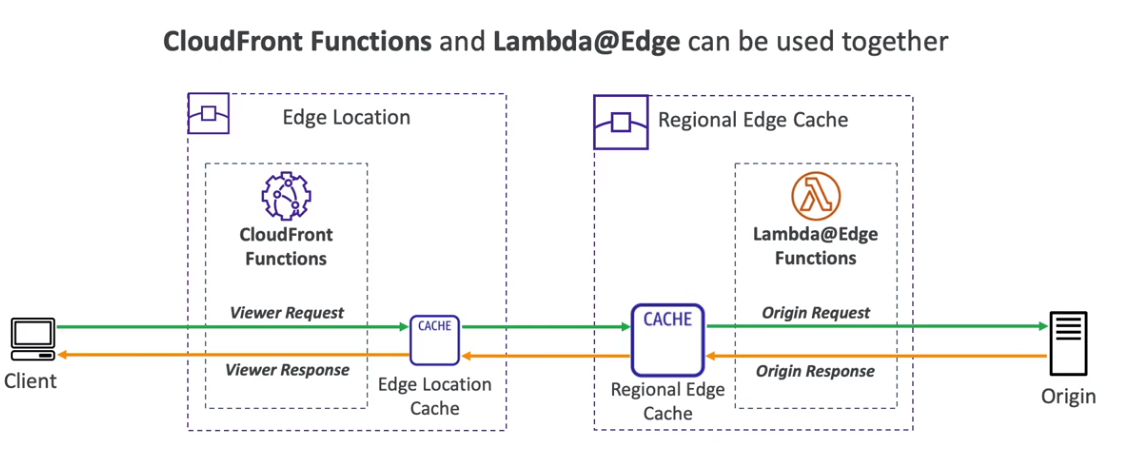 CloudFront Functions and Lambda@Edge can be used together
Edge Location
Regional Edge Cache
CloudFront
Functions
Lambda@Edge
Functions
Viewer Request
Origin Request
CACHE
CACHE
Viewer Response
Origin Response
Client
Edge Location
Cache
Regional Edge
Cache
Origin